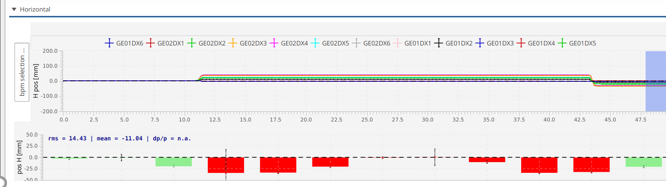 Horizontal
GE01DX6 GE02DX1 GE02DX2 GE02DX3 GE02DX4 GE02DX5 GE02DX6 GE01DX1 GE01DX2 GE01DX3 GE01DX4 GE01DX5
bpm selection ...
H pos [mm]
200.0
100.0
0.0
-100.0
-200.0
0.0 2.5 5.0 7.5 10.0 12.5 15.0 17.5 20.0 22.5 25.0 27.5 30.0 32.5 35.0 37.5 40.0 42.5 45.0 47.5
rms = 14.43 | mean = -11.04 | dp/p = n.a.
pos H [mm]
50.0
25.0
0.0
-25.0
-50.0